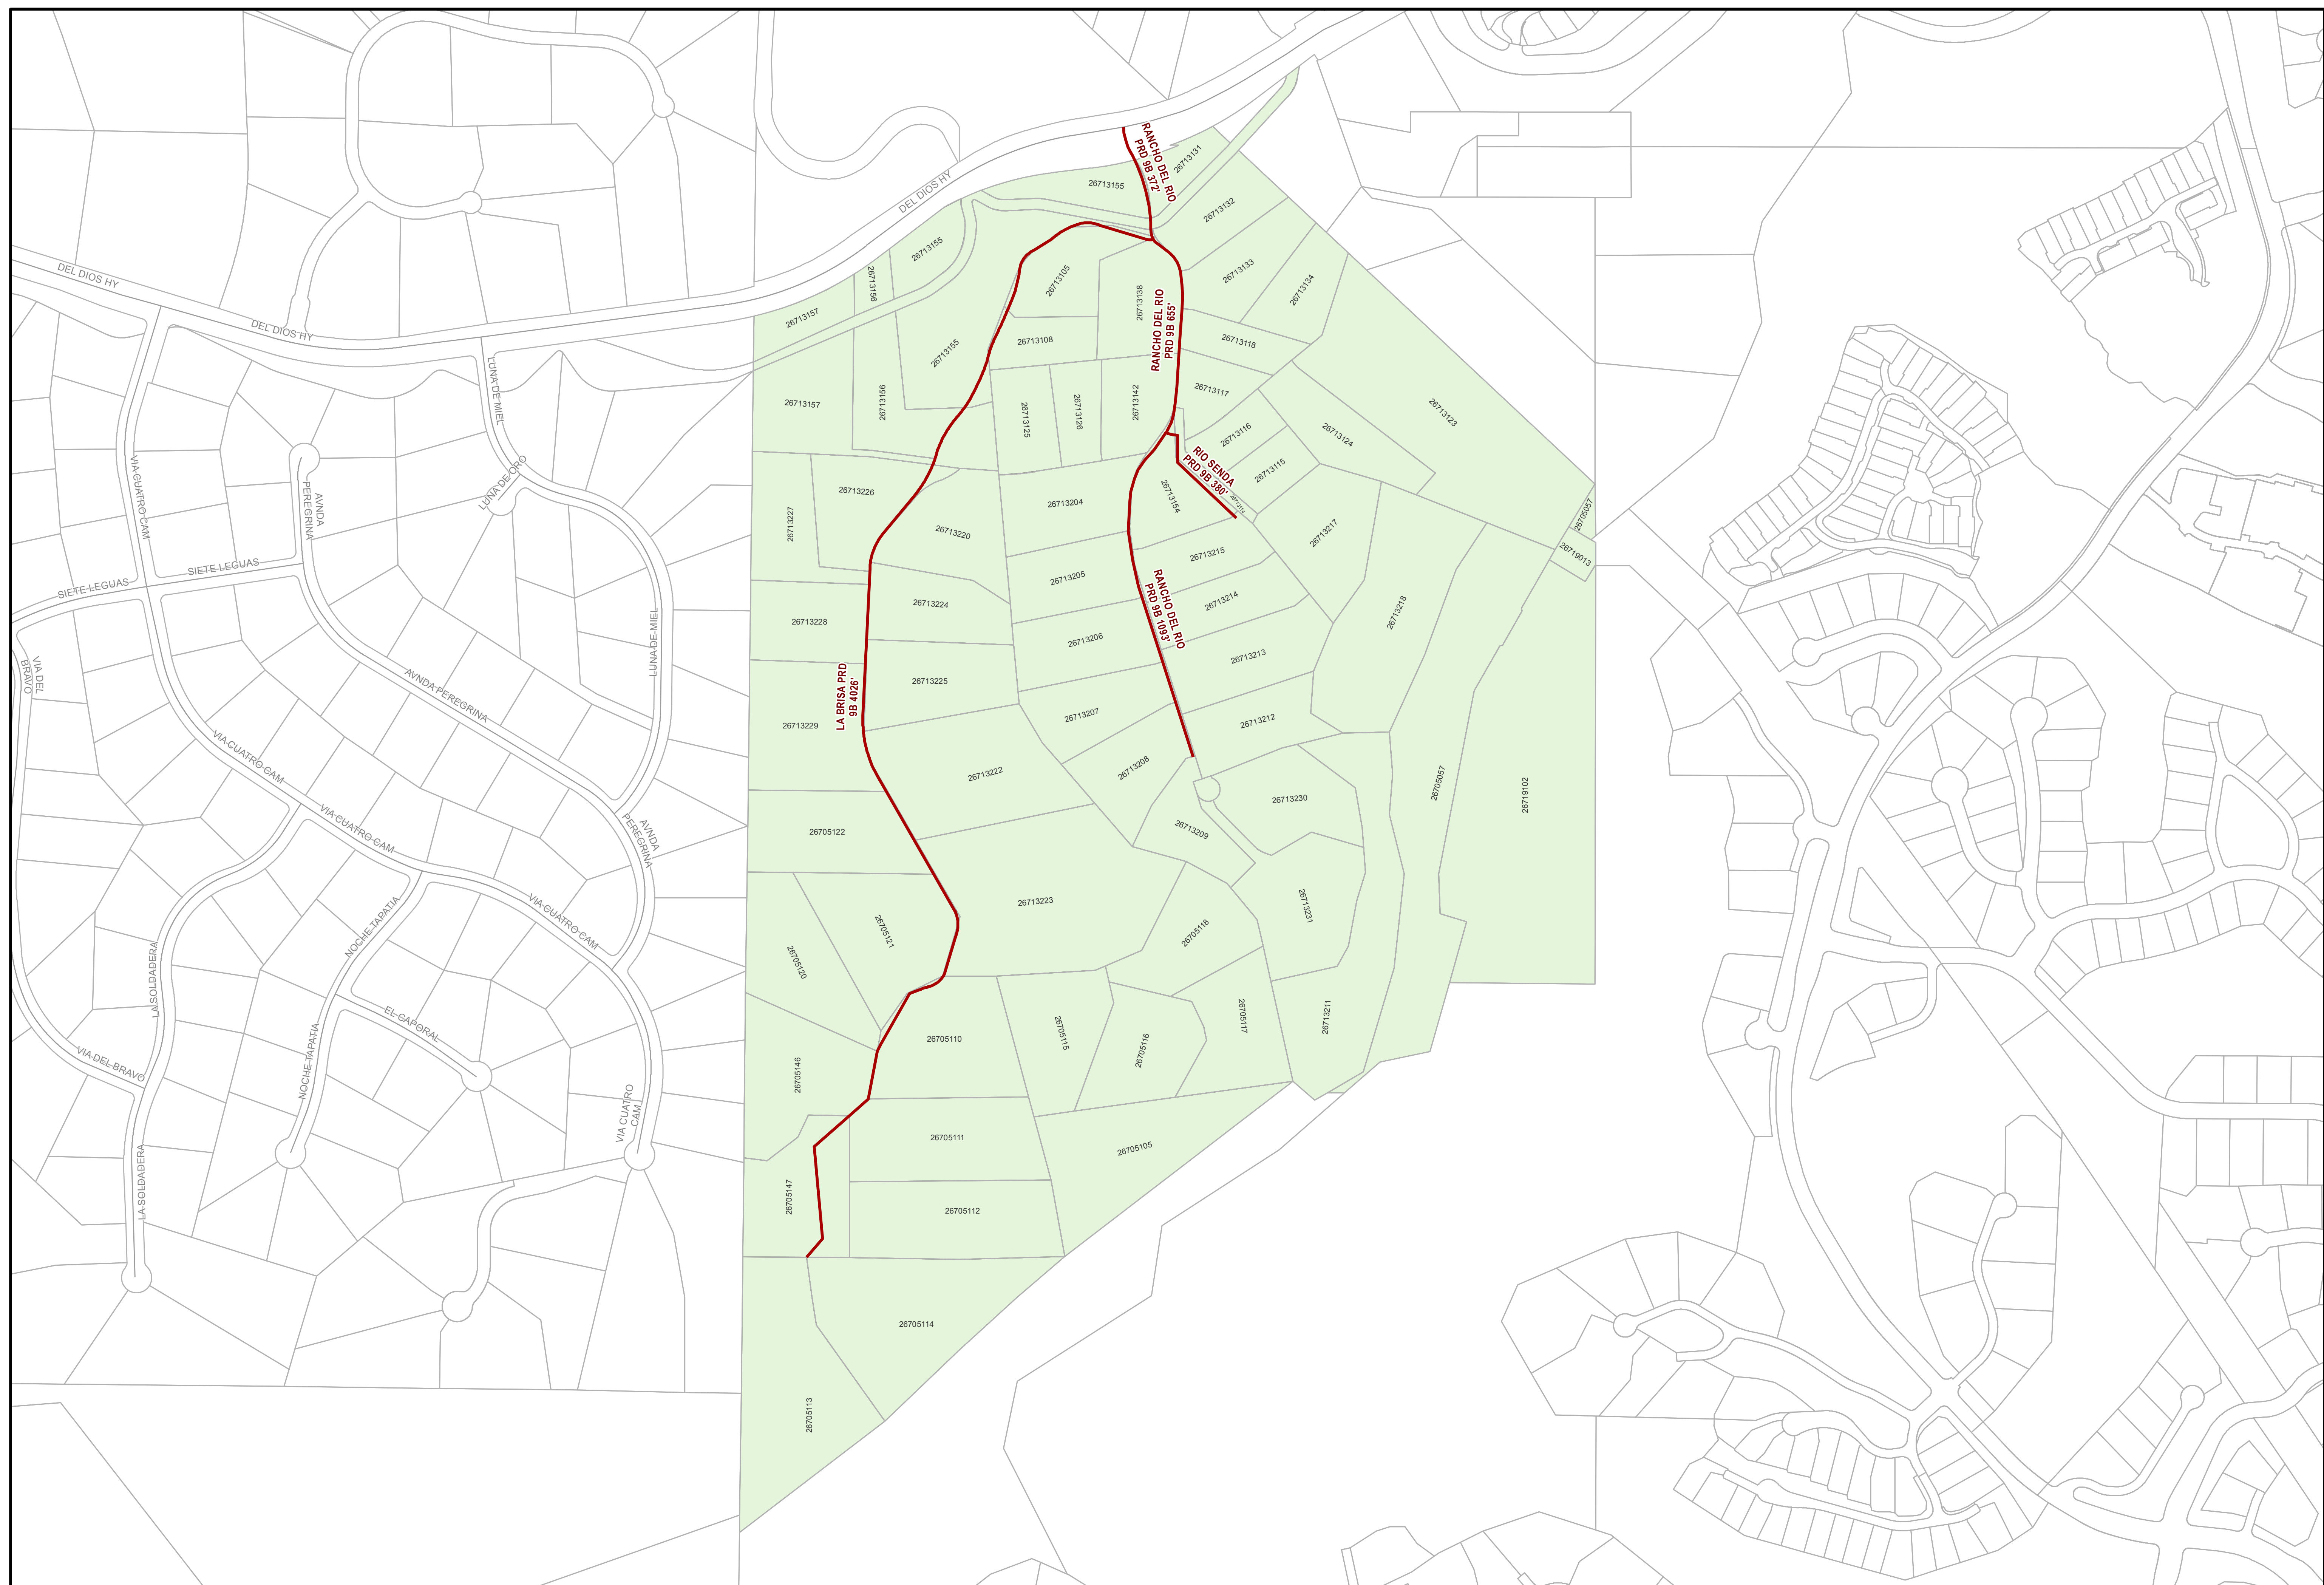 RANCHO DEL RIO
PRD 9B 372'
26713131
26713155
DEL DIOS HY
26713132
26713155
26713156
26713105
26713133
26713134
DEL DIOS HY
26713138
RANCHO DEL RIO
PRD 9B 655'
26713157
DEL DIOS HY
26713108
26713118
26713155
LUNA DE MIEL
26713117
26713157
26713156
26713125
26713126
26713142
26713123
26713116
26713124
VIA CUATRO CAM
LUNA DE ORO
AVNDA
PEREGRINA
RIO SENDA
PRD 9B 380'
26713115
26713226
26713204
26713154
26713114
26713227
26713220
26713217
26705057
26719013
26713215
SIETE LEGUAS
SIETE LEGUAS
26713205
26713224
26713214
RANCHO DEL RIO
PRD 9B 1093'
26713218
26713228
LUNA DE MIEL
26713206
26713213
VIA DEL
BRAVO
26713225
LA BRISA PRD
9B 4026'
AVNDA PEREGRINA
26713207
26713212
26713229
VIA CUATRO CAM
26713222
26713208
26705057
26719102
26713230
VIA CUATRO CAM
AVNDA
PEREGRINA
26705122
26713209
26713223
VIA CUATRO CAM
26713231
NOCHE TAPATIA
26705121
26705118
26705120
LA SOLDADERA
EL CAPORAL
26705110
26705115
26705117
26713211
26705116
NOCHE TAPATIA
VIA DEL BRAVO
26705146
VIA CUATRO
CAM
26705111
26705105
LA SOLDADERA
26705147
26705112
26705114
26705113